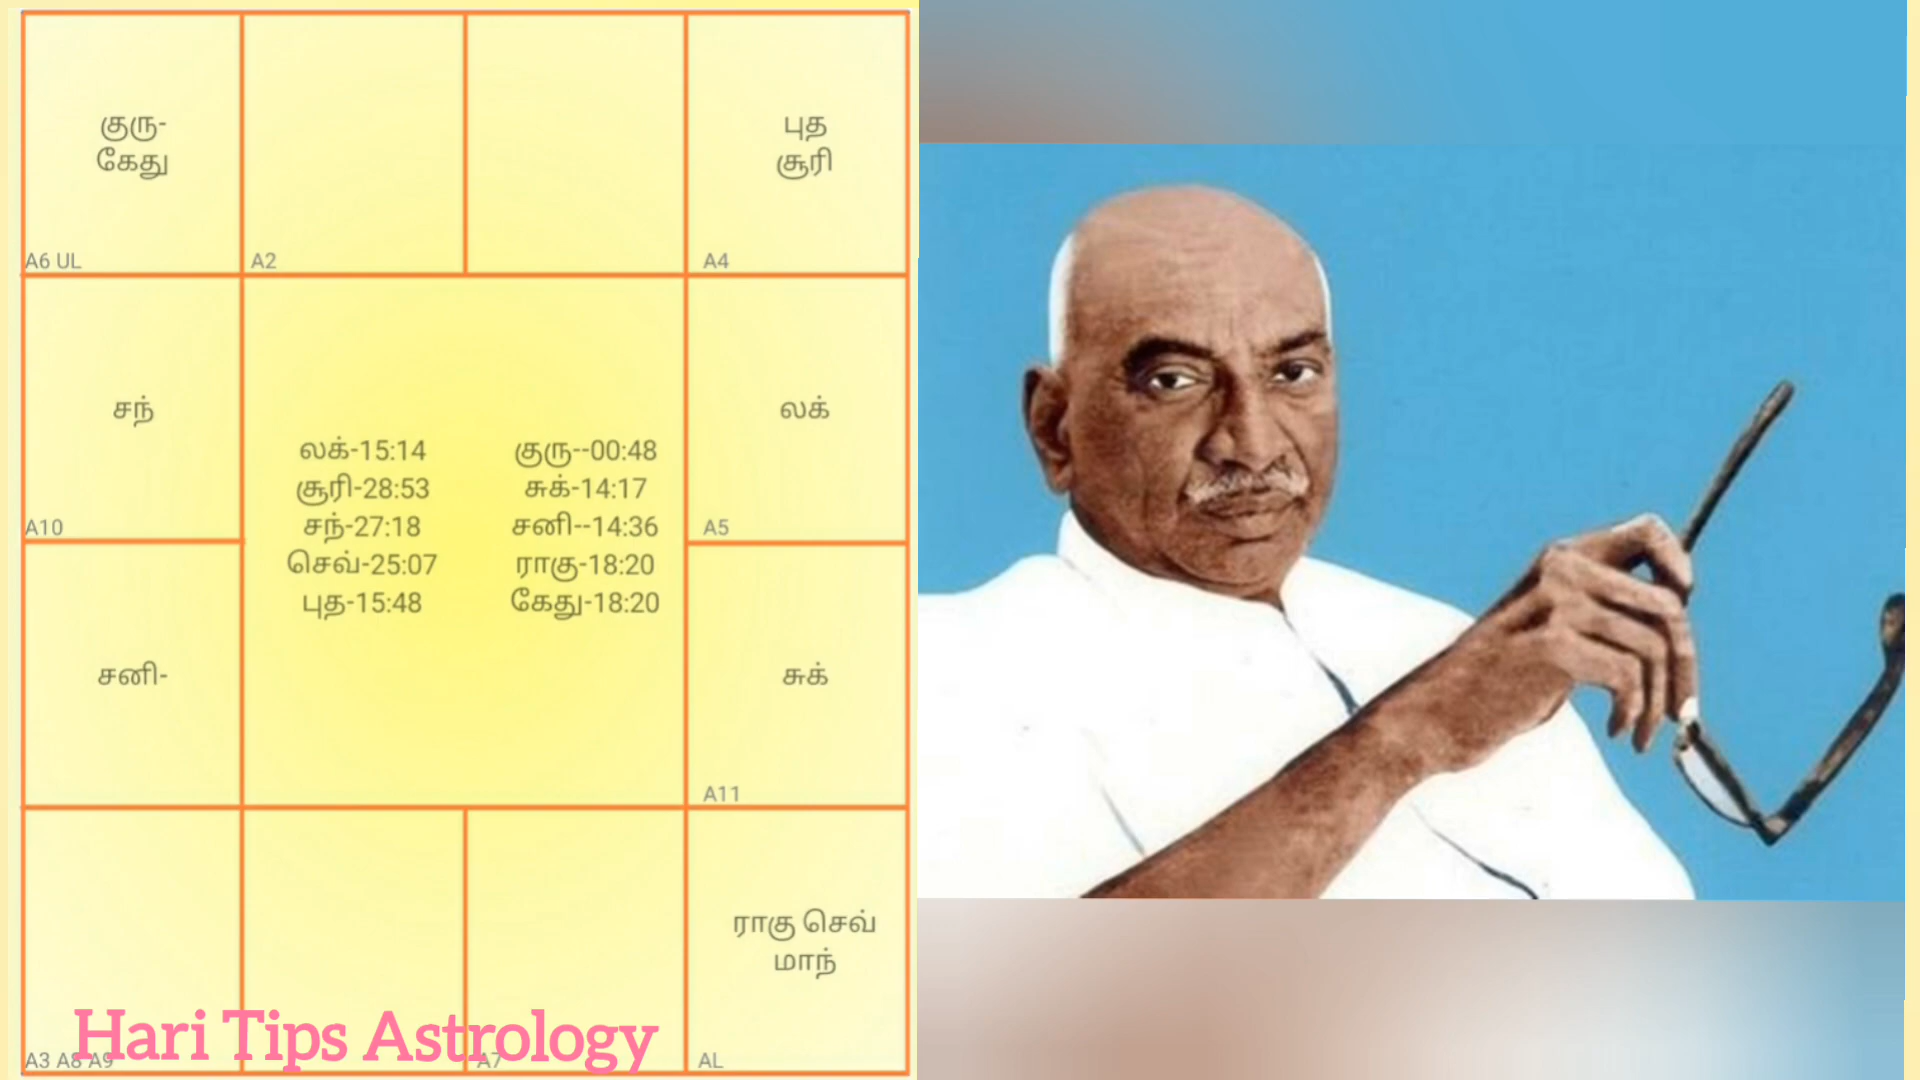 குரு-
கேது
A6 UL
A2
புத
சூரி
A4
சந்
A10
லக்-15:14
சூரி-28:53
சந்-27:18
செவ்-25:07
புத-15:48
குரு--00:48
சுக்-14:17
சனி--14:36
ராகு-18:20
கேது-18:20
லக்
A5
சனி-
சுக்
A11
ராகு செவ்
மாந்
A3 A8 A9
A7
AL
Hari Tips Astrology